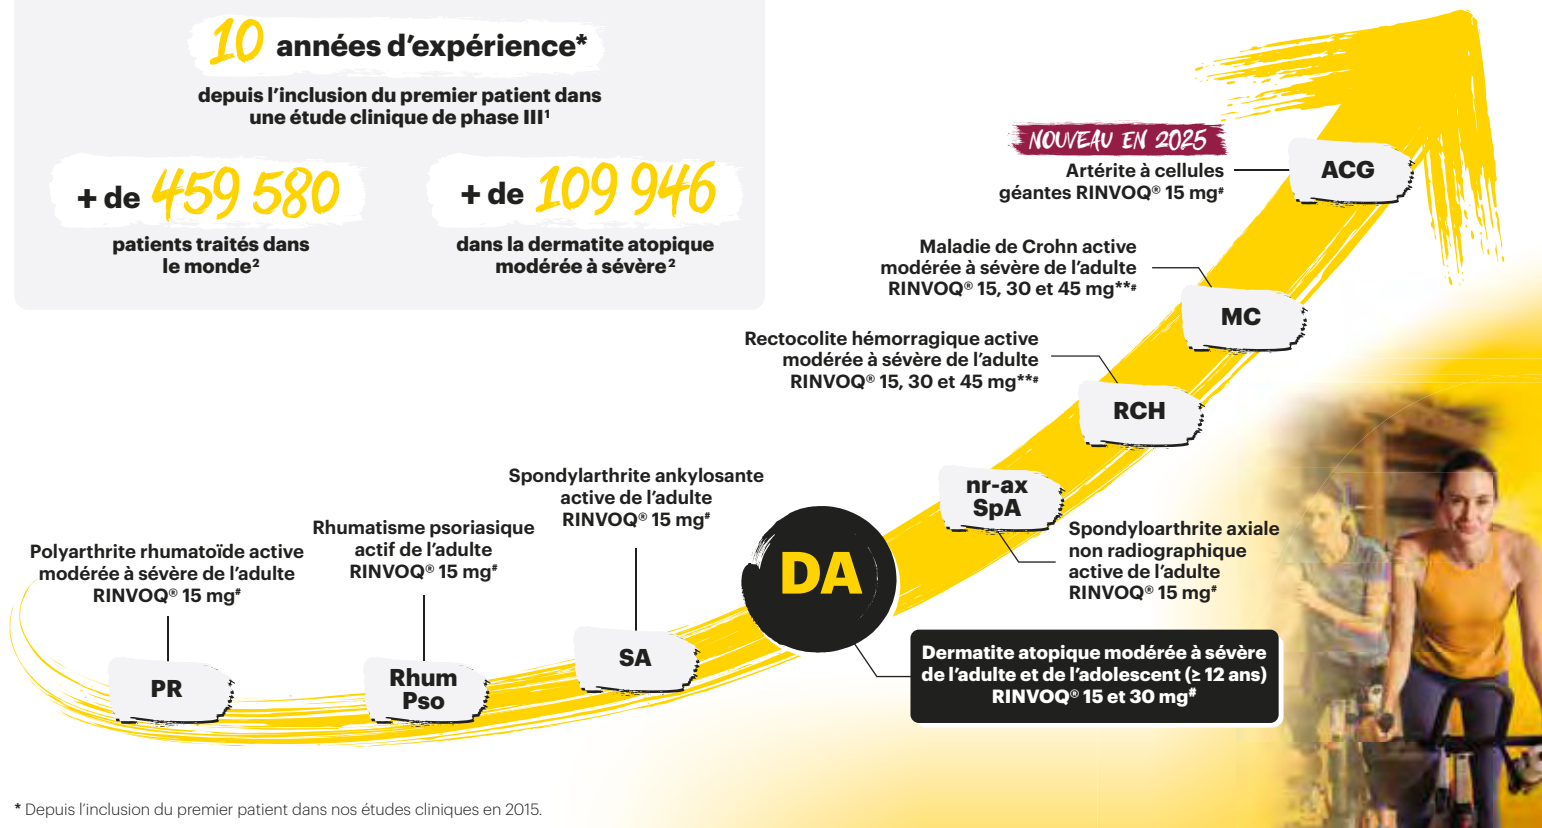 10 années d’expérience*
depuis l’inclusion du premier patient dans
une étude clinique de phase III¹
+ de 459 580
patients traités dans
le monde²
+ de 109 946
dans la dermatite atopique
modérée à sévère²
NOUVEAU EN 2025
Artérite à cellules
géantes RINVOQ® 15 mg#
ACG
Maladie de Crohn active
modérée à sévère de l’adulte
RINVOQ® 15, 30 et 45 mg**#
MC
Rectocolite hémorragique active
modérée à sévère de l’adulte
RINVOQ® 15, 30 et 45 mg**#
RCH
nr-ax
SpA
Spondyloarthrite axiale
non radiographique
active de l’adulte
RINVOQ® 15 mg#
Spondylarthrite ankylosante
active de l’adulte
RINVOQ® 15 mg#
SA
Rhumatisme psoriasique
actif de l’adulte
RINVOQ® 15 mg#
Rhum
Pso
Polyarthrite rhumatoïde active
modérée à sévère de l’adulte
RINVOQ® 15 mg#
PR
DA
Dermatite atopique modérée à sévère
de l’adulte et de l’adolescent (≥ 12 ans)
RINVOQ® 15 et 30 mg#
* Depuis l’inclusion du premier patient dans nos études cliniques en 2015.